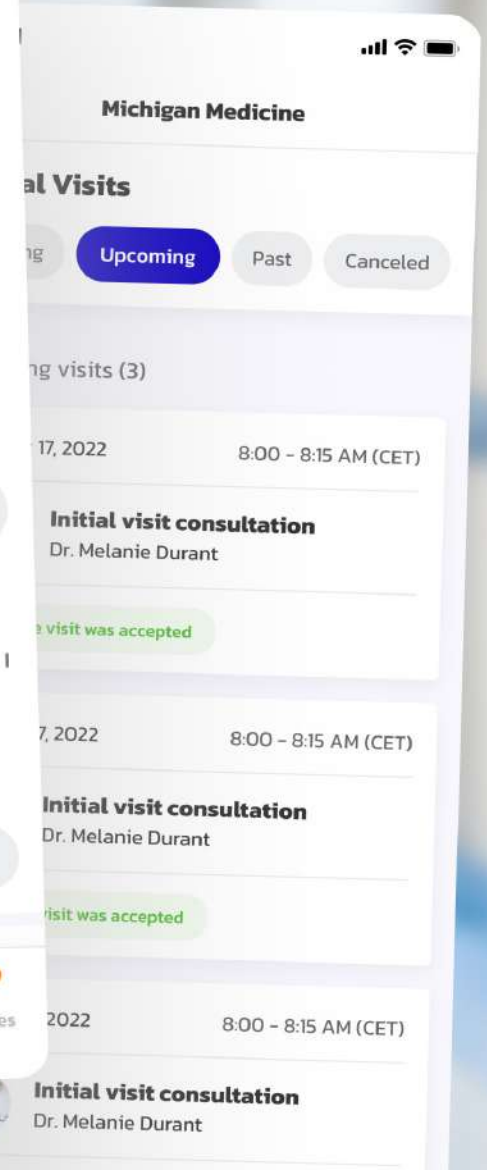 Michigan Medicine
al Visits
ng Upcoming Past Canceled
ng visits (3)
17, 2022 8:00 - 8:15 AM (CET)
Initial visit consultation
Dr. Melanie Durant
e visit was accepted
7, 2022 8:00 - 8:15 AM (CET)
Initial visit consultation
Dr. Melanie Durant
visit was accepted
es 2022 8:00 - 8:15 AM (CET)
Initial visit consultation
Dr. Melanie Durant